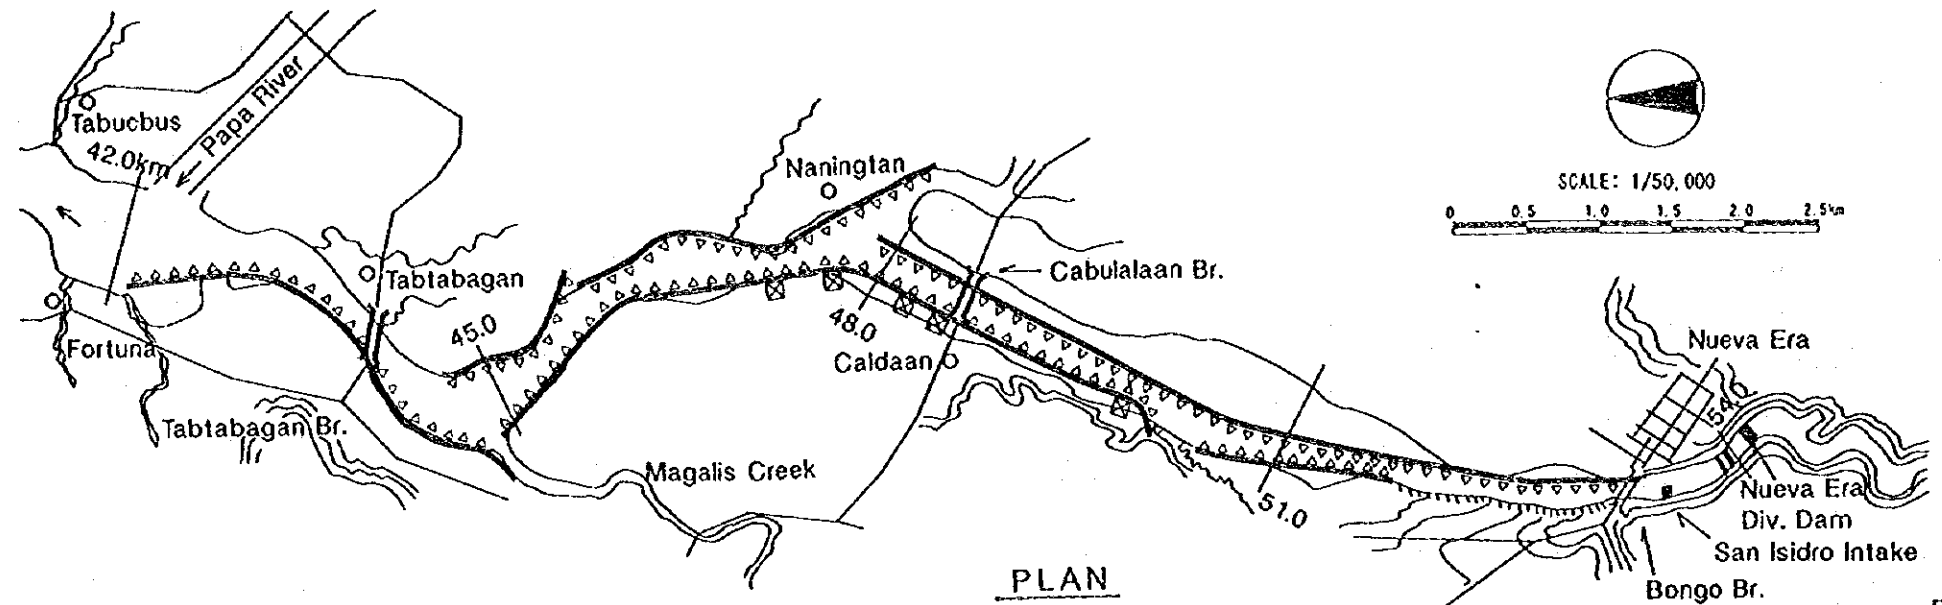 Tabucbus
42.0km
Papa River
Naningtan
SCALE: 1/50,000
0 0.5 1.0 1.5 2.0 2.5km
Tabtabagan
Cabulalaan Br.
45.0
48.0
Fortuna
Caldaan
Nueva Era
54.0
Tabtabagan Br.
Magalis Creek
51.0
Nueva Era
Div. Dam
San Isidro Intake
Bongo Br.
PLAN